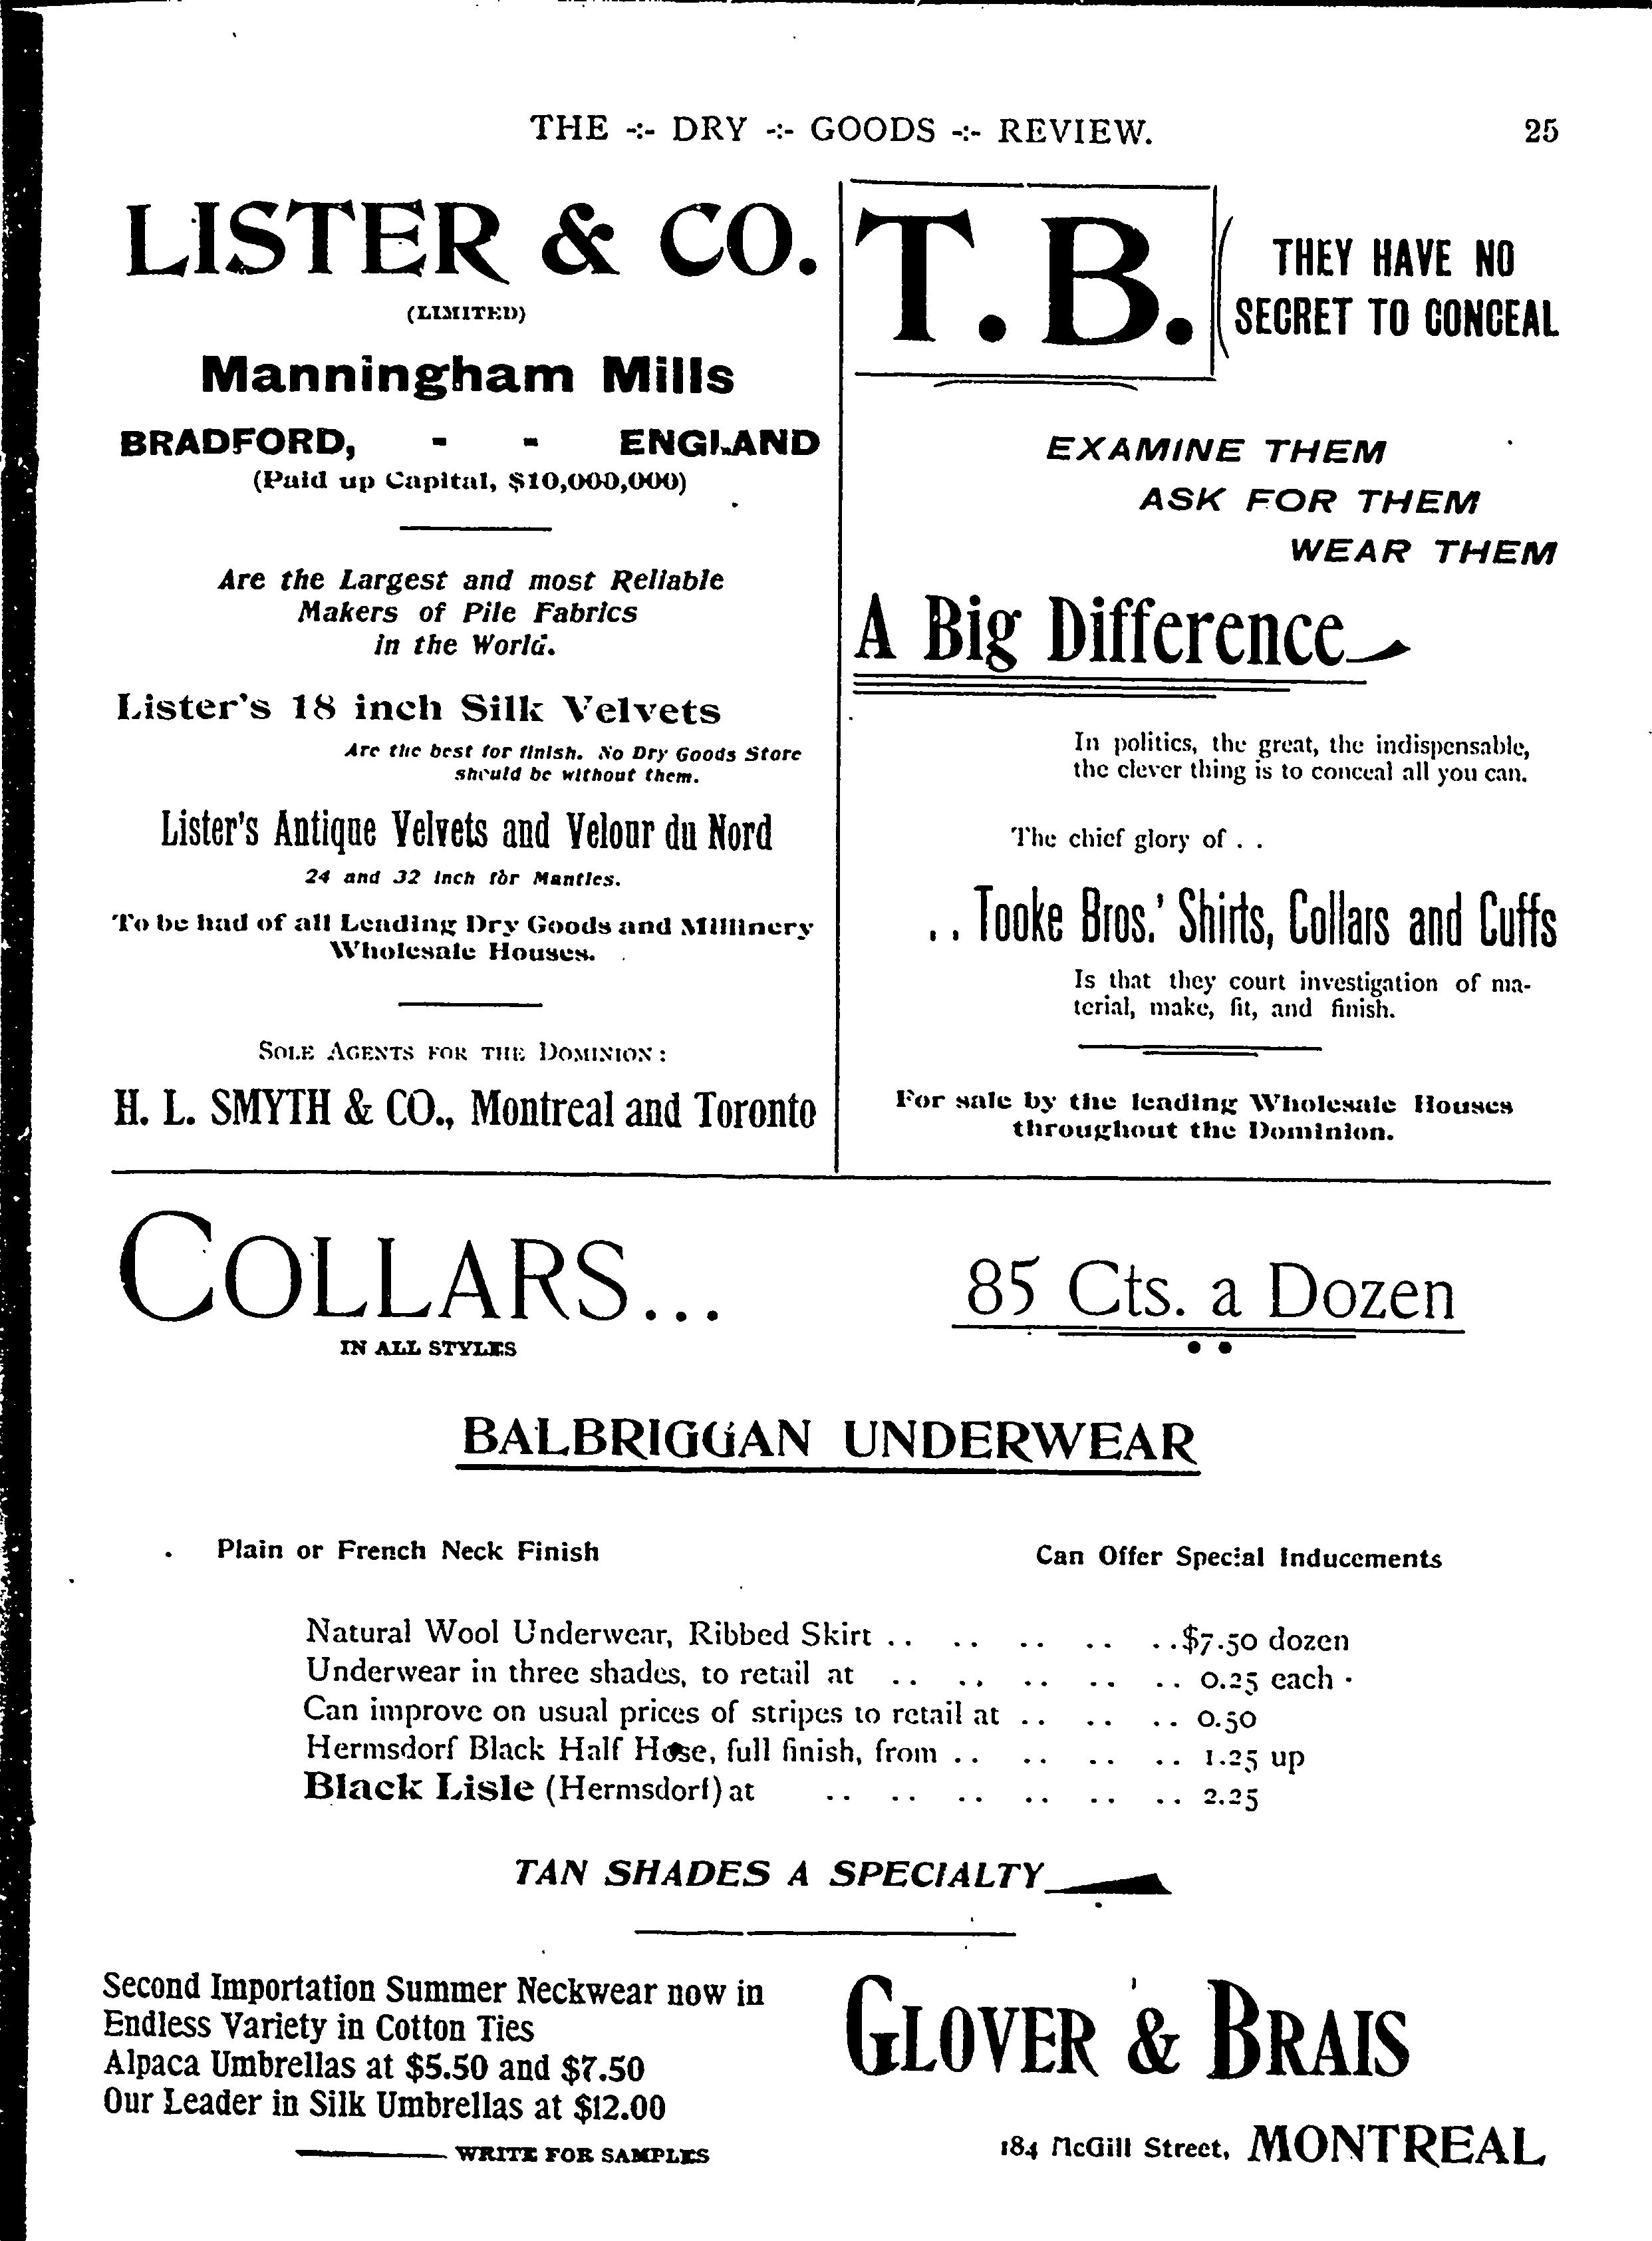 THE -:- DRY -:- GOODS -:- REVIEW. 25
LISTER & CO.
(LIMITED)
Manningham Mills
BRADFORD, - - ENGLAND
(Paid up Capital, $10,000,000)
Are the Largest and most Reliable
Makers of Pile Fabrics
in the World.
Lister's 18 inch Silk Velvets
Are the best for finish. No Dry Goods Store
should be without them.
Lister's Antique Velvets and Velour du Nord
24 and 32 inch for Mantles.
To be had of all Leading Dry Goods and Millinery
Wholesale Houses.
SOLE AGENTS FOR THE DOMINION:
H. L. SMYTH & CO., Montreal and Toronto
T. B.
THEY HAVE NO
SECRET TO CONCEAL
EXAMINE THEM
ASK FOR THEM
WEAR THEM
A Big Difference
In politics, the great, the indispensable,
the clever thing is to conceal all you can.
The chief glory of . .
. . Tooke Bros.' Shirts, Collars and Cuffs
Is that they court investigation of ma-
terial, make, fit, and finish.
For sale by the leading Wholesale Houses
throughout the Dominion.
COLLARS...
IN ALL STYLES
85 Cts. a Dozen
BALBRIGGAN UNDERWEAR
Plain or French Neck Finish
Can Offer Special Inducements
Natural Wool Underwear, Ribbed Skirt .. .. .. .. ..$7.50 dozen
Underwear in three shades, to retail at .. .. .. .. .. 0.25 each
Can improve on usual prices of stripes to retail at .. .. .. 0.50
Hermsdorf Black Half Hose, full finish, from .. .. .. .. 1.25 up
Black Lisle (Hermsdorf) at .. .. .. .. .. .. 2.25
TAN SHADES A SPECIALTY
Second Importation Summer Neckwear now in
Endless Variety in Cotton Ties
Alpaca Umbrellas at $5.50 and $7.50
Our Leader in Silk Umbrellas at $12.00
WRITE FOR SAMPLES
GLOVER & BRAIS
184 McGill Street, MONTREAL